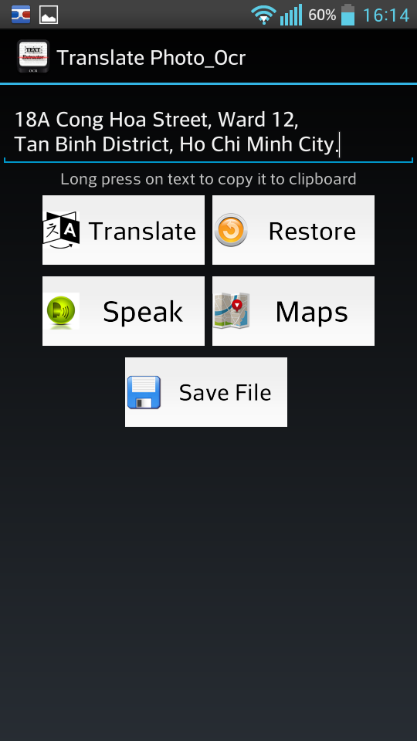 60% 16:14
Translate Photo_Ocr
18A Cong Hoa Street, Ward 12,
Tan Binh District, Ho Chi Minh City.
Long press on text to copy it to clipboard
Translate Restore
Speak Maps
Save File